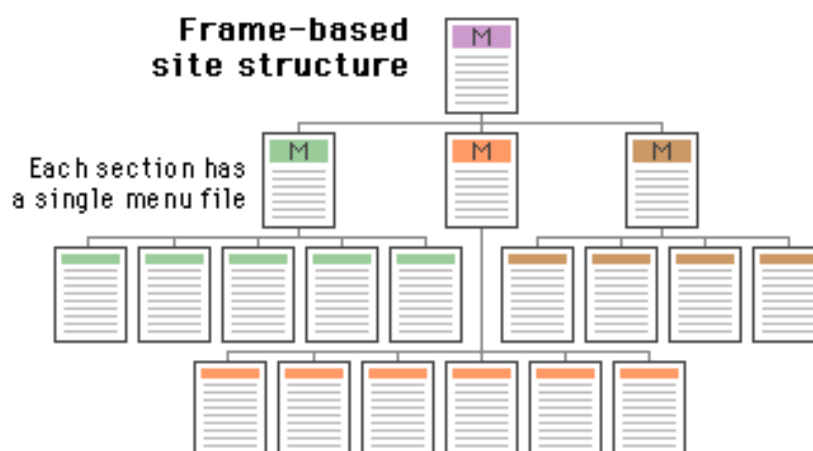 Frame-based
site structure
M
Each section has
a single menu file
M
M
M